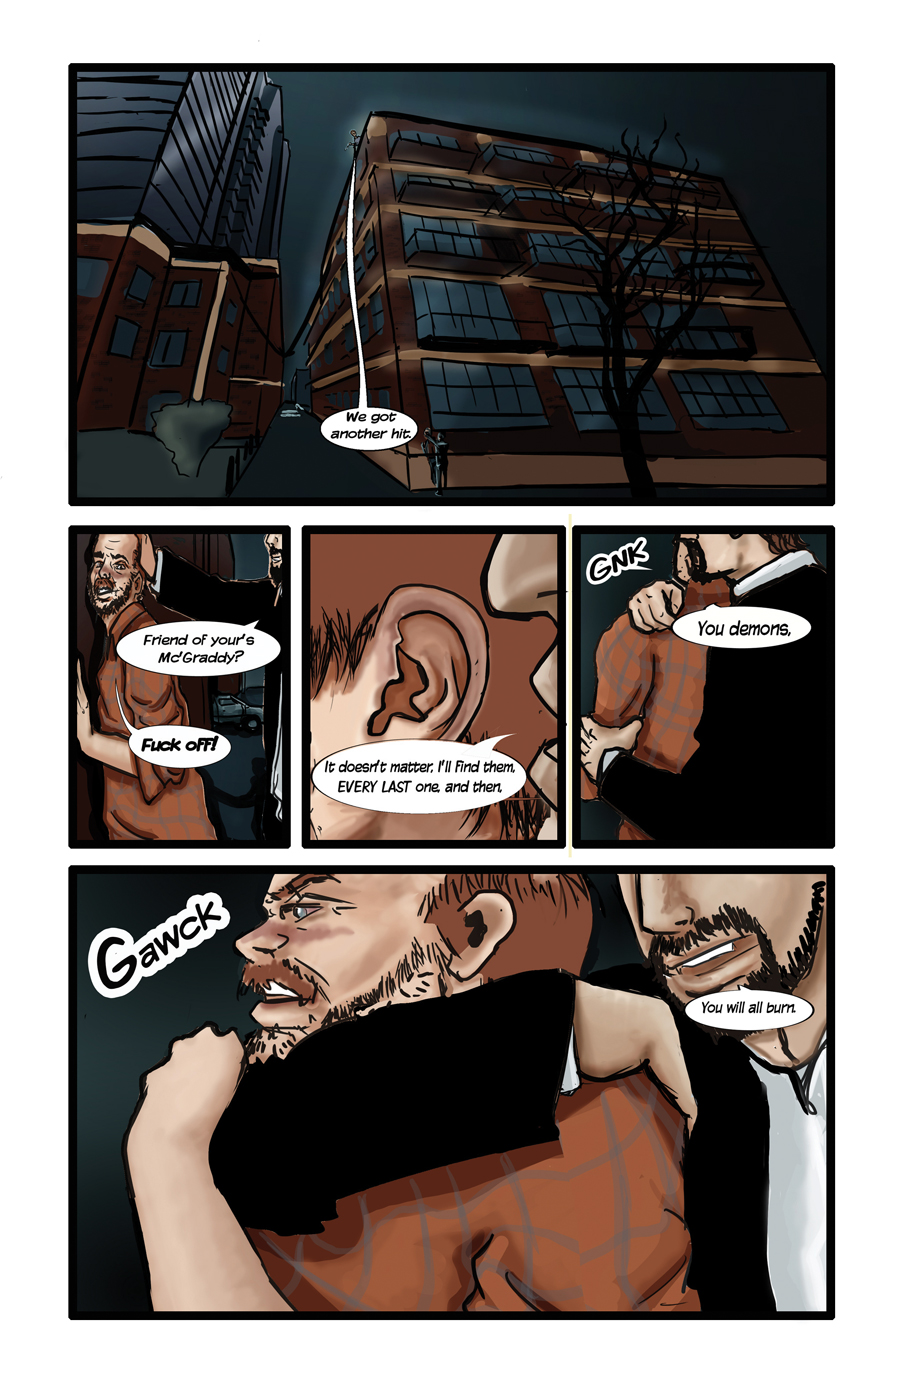 We got
another hit.
Friend of your's
Mc'Graddy?
Fuck off!
It doesn't matter, I'll find them,
EVERY LAST one, and then,
GNK
You demons,
Gawck
You will all burn.